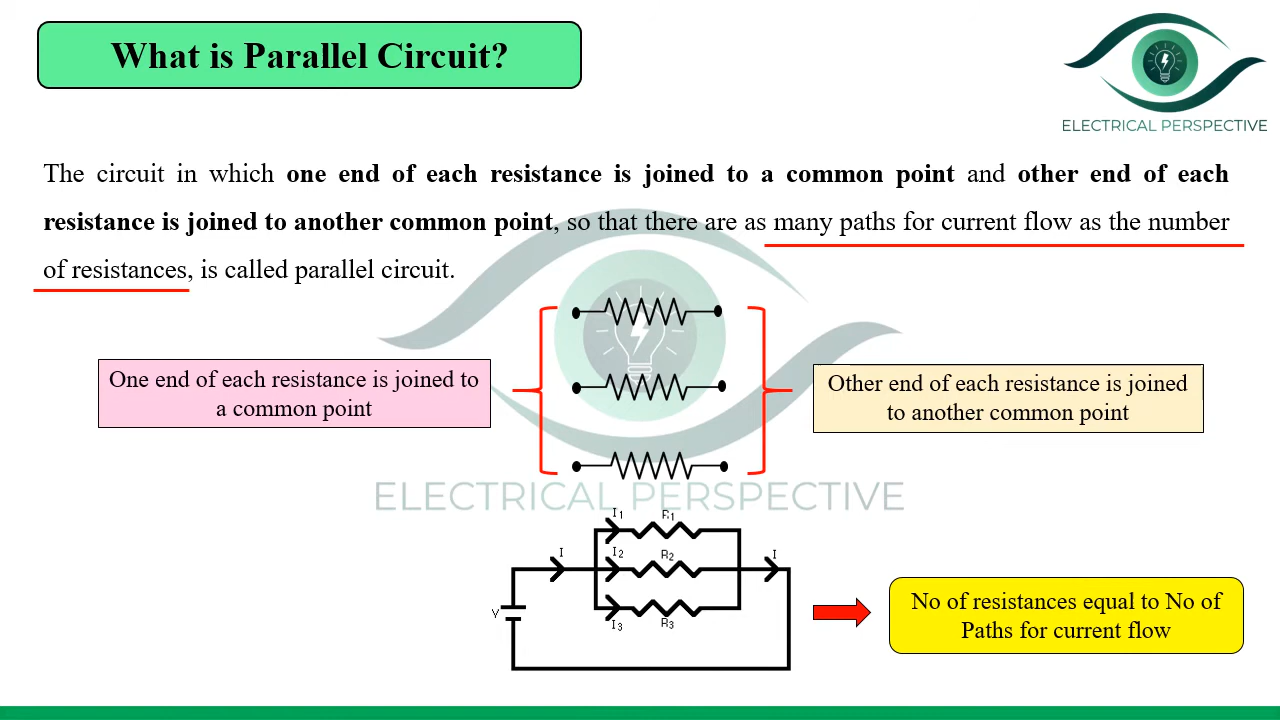 What is Parallel Circuit?
ELECTRICAL PERSPECTIVE
The circuit in which one end of each resistance is joined to a common point and other end of each
resistance is joined to another common point, so that there are as many paths for current flow as the number
of resistances, is called parallel circuit.
One end of each resistance is joined to
a common point
Other end of each resistance is joined
to another common point
ELECTRICAL PERSPECTIVE
I1 R1
I I2 R2 I
V
I3 R3
No of resistances equal to No of
Paths for current flow